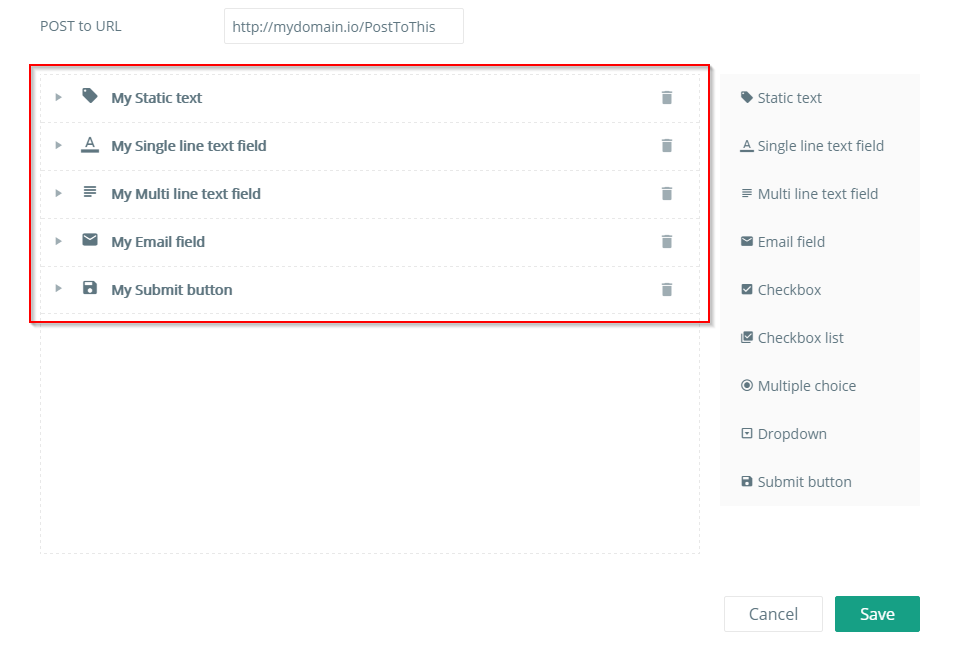 POST to URL
http://mydomain.io/PostToThis
My Static text
Static text
My Single line text field
Single line text field
My Multi line text field
Multi line text field
My Email field
Email field
My Submit button
Checkbox
Checkbox list
Multiple choice
Dropdown
Submit button
Cancel
Save